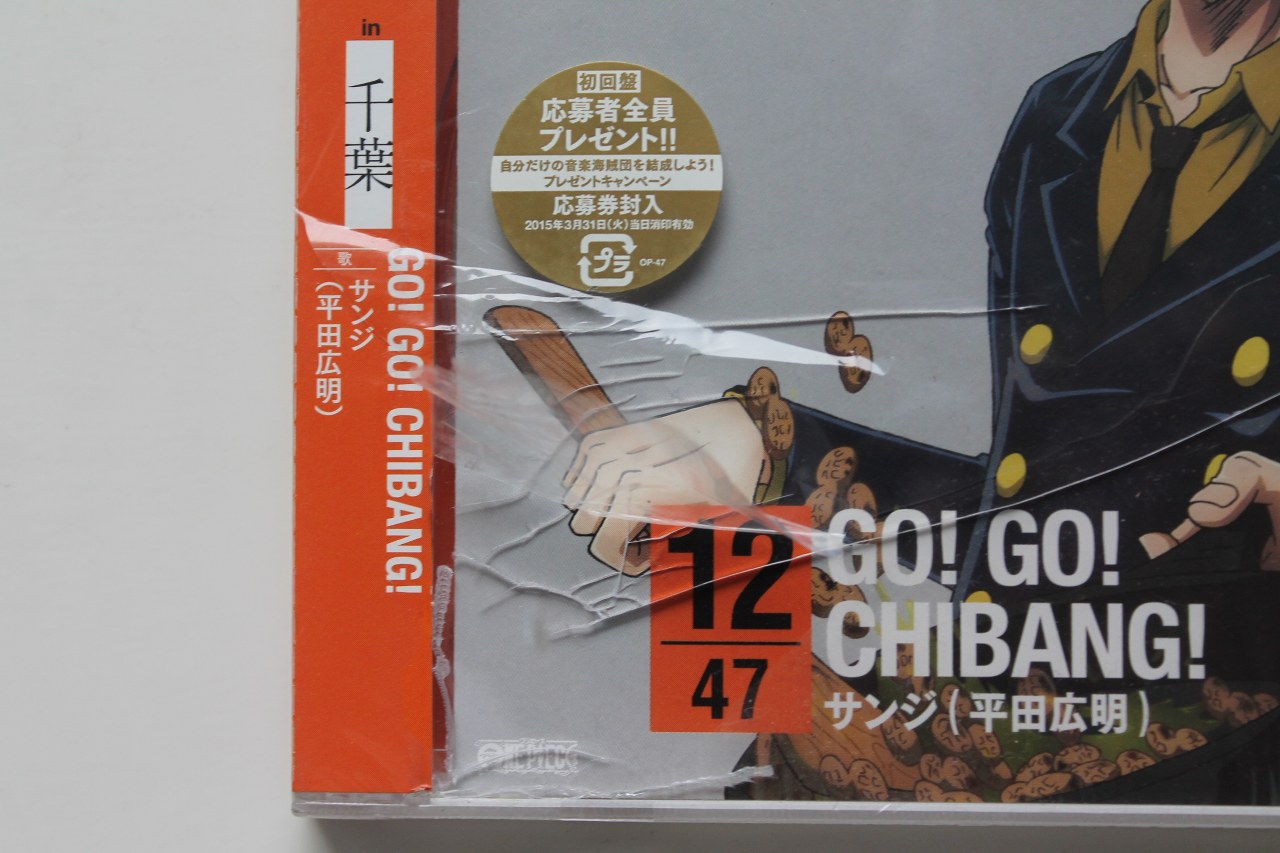 in
千葉
GO! GO! CHIBANG!
歌
サンジ
(平田広明)
初回盤
応募者全員
プレゼント!!
自分だけの音楽海賊団を結成しよう!
プレゼントキャンペーン
応募券封入
2015年3月31日(火)当日消印有効
プラ
OP-47
12
47
GO! GO!
CHIBANG!
サンジ(平田広明)
ONE PIECE